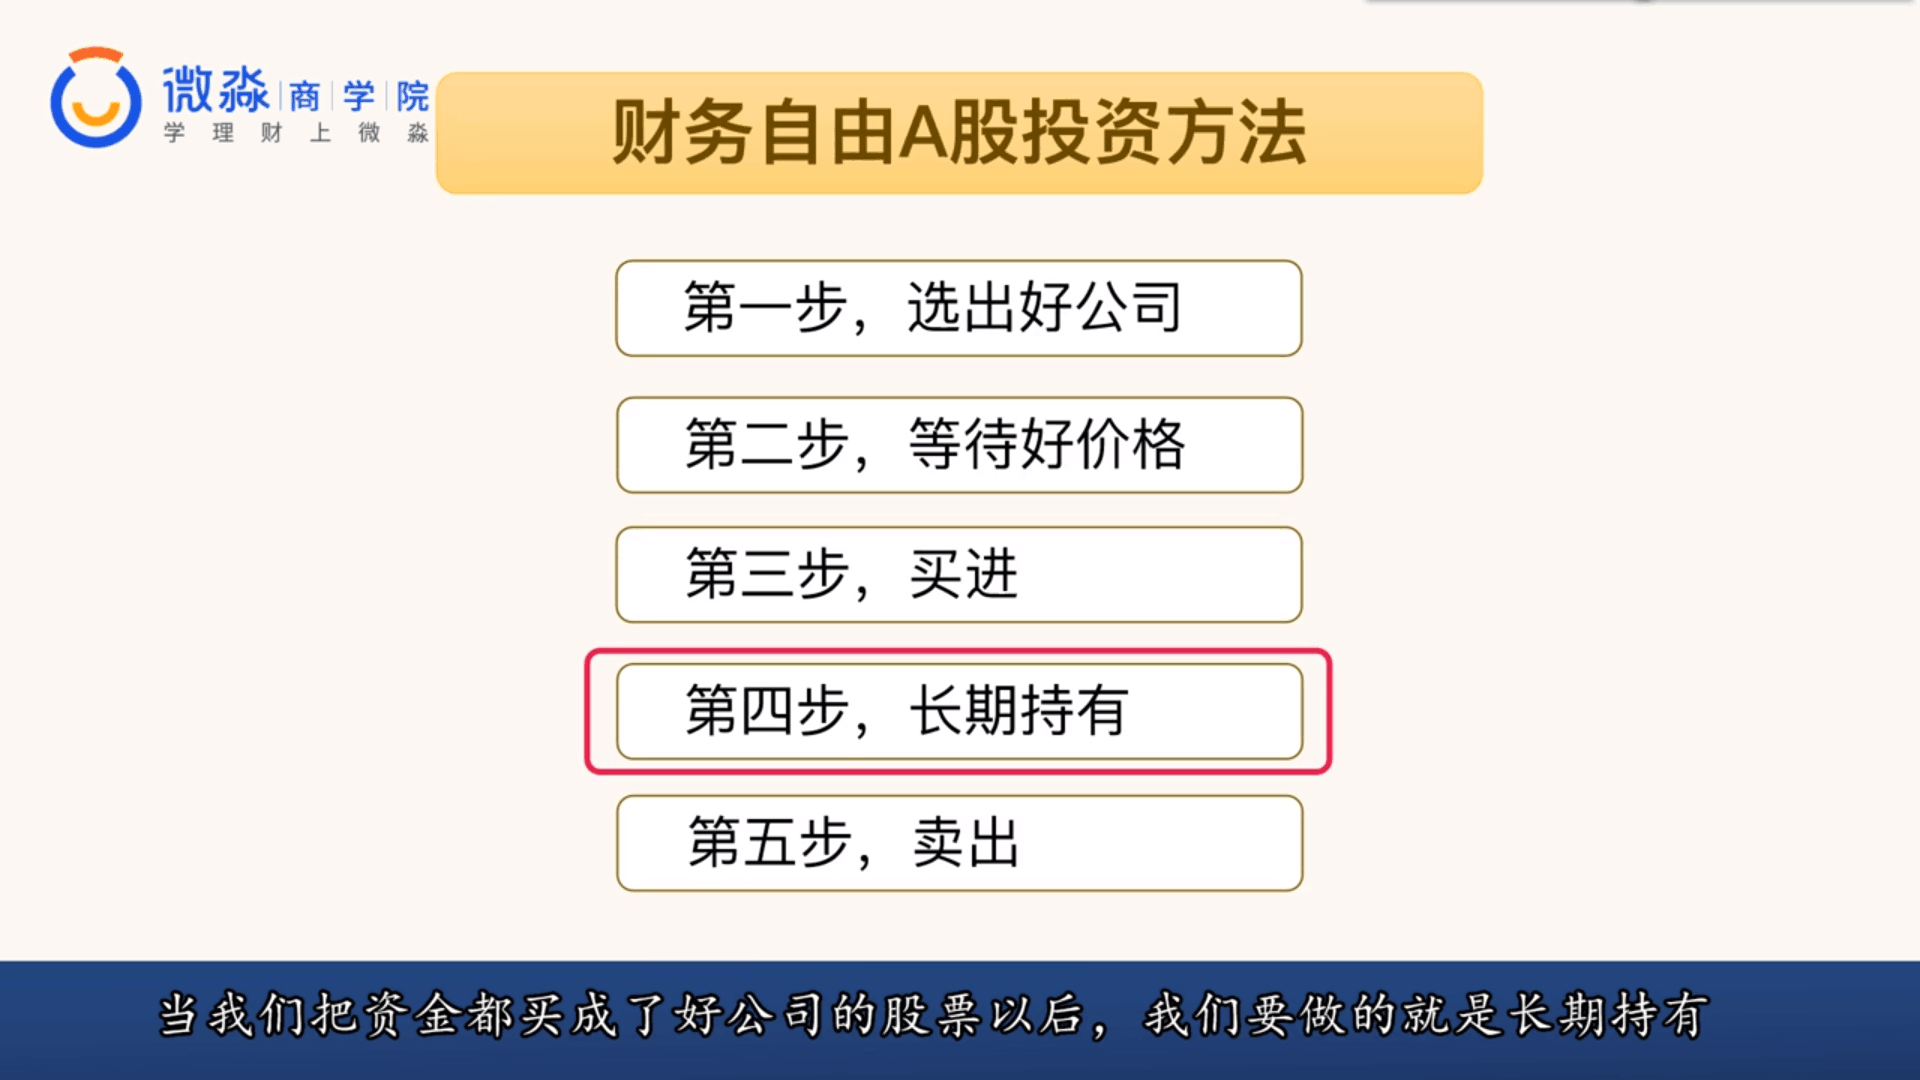 微淼商学院
学理财上微淼
财务自由A股投资方法
第一步，选出好公司
第二步，等待好价格
第三步，买进
第四步，长期持有
第五步，卖出
当我们把资金都买成了好公司的股票以后，我们要做的就是长期持有